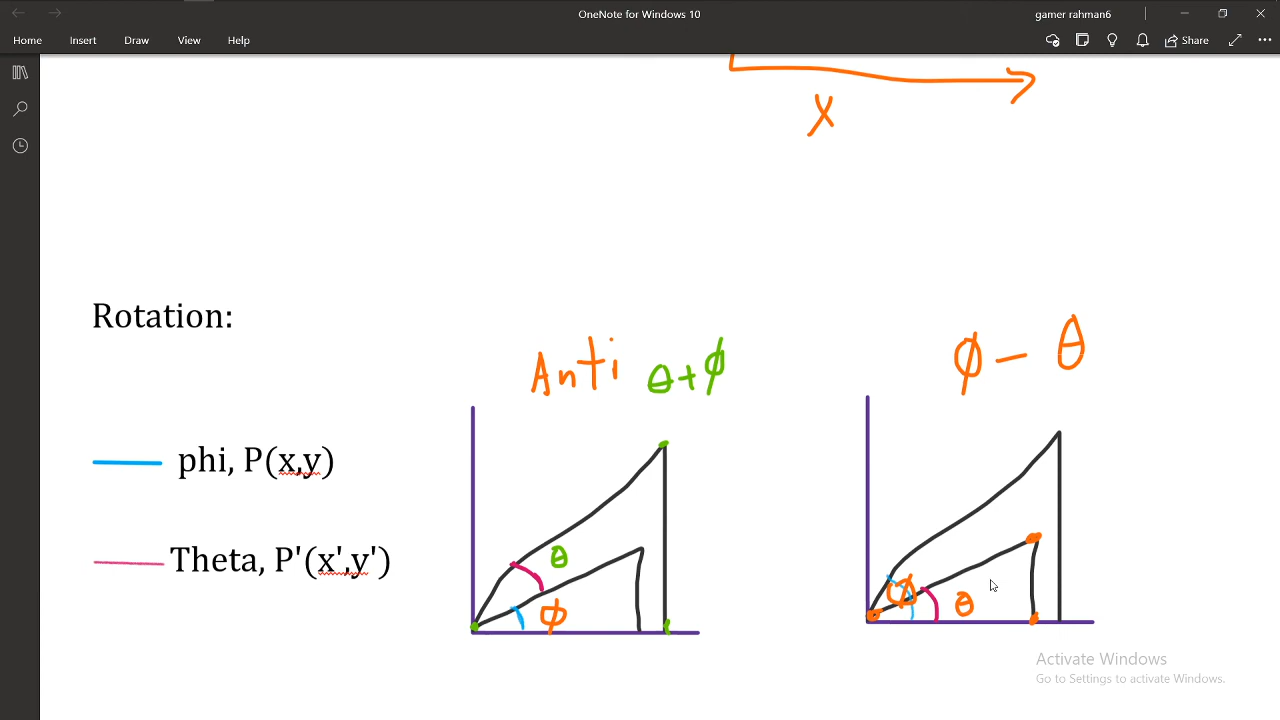 OneNote for Windows 10
gamer rahman6
Home Insert Draw View Help
Share
X
Rotation:
Anti θ+ϕ
ϕ - θ
phi, P(x,y)
Theta, P'(x',y')
θ
ϕ
ϕ
θ
Activate Windows
Go to Settings to activate Windows.